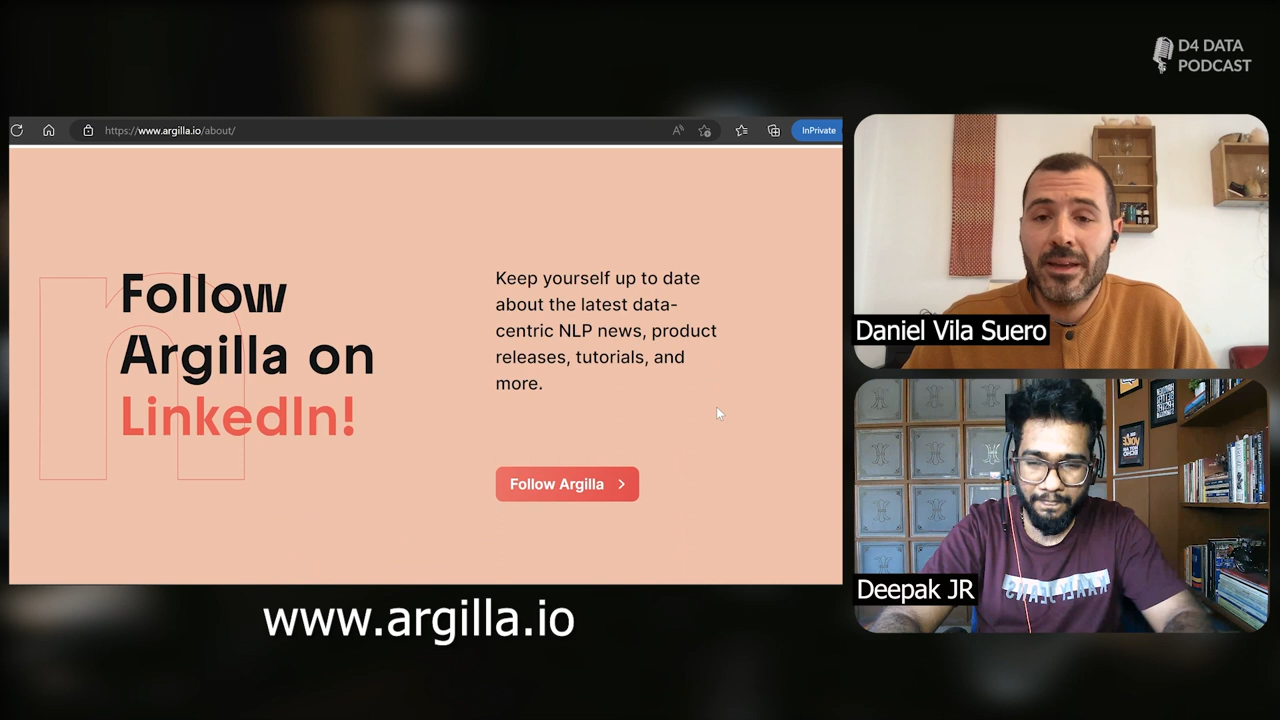 D4 DATA
PODCAST
https://www.argilla.io/about/
InPrivate
Follow
Argilla on
LinkedIn!
Keep yourself up to date
about the latest data-
centric NLP news, product
releases, tutorials, and
more.
Follow Argilla
www.argilla.io
Daniel Vila Suero
Deepak JR